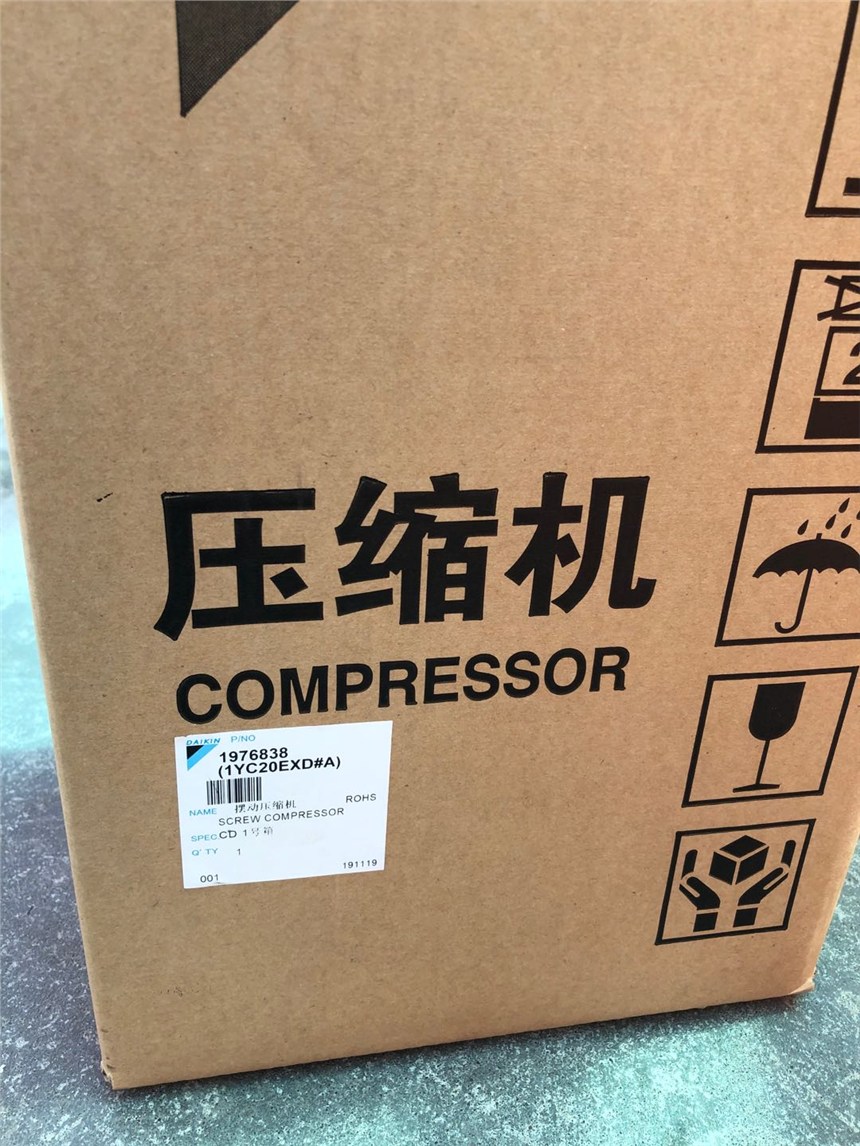 2
压缩机
COMPRESSOR
DAIKIN P/NO
1976838
(1YC20EXD#A)
NAME 摆动压缩机 ROHS
SCREW COMPRESSOR
SPEC CD 1号箱
Q'TY 1
001 191119